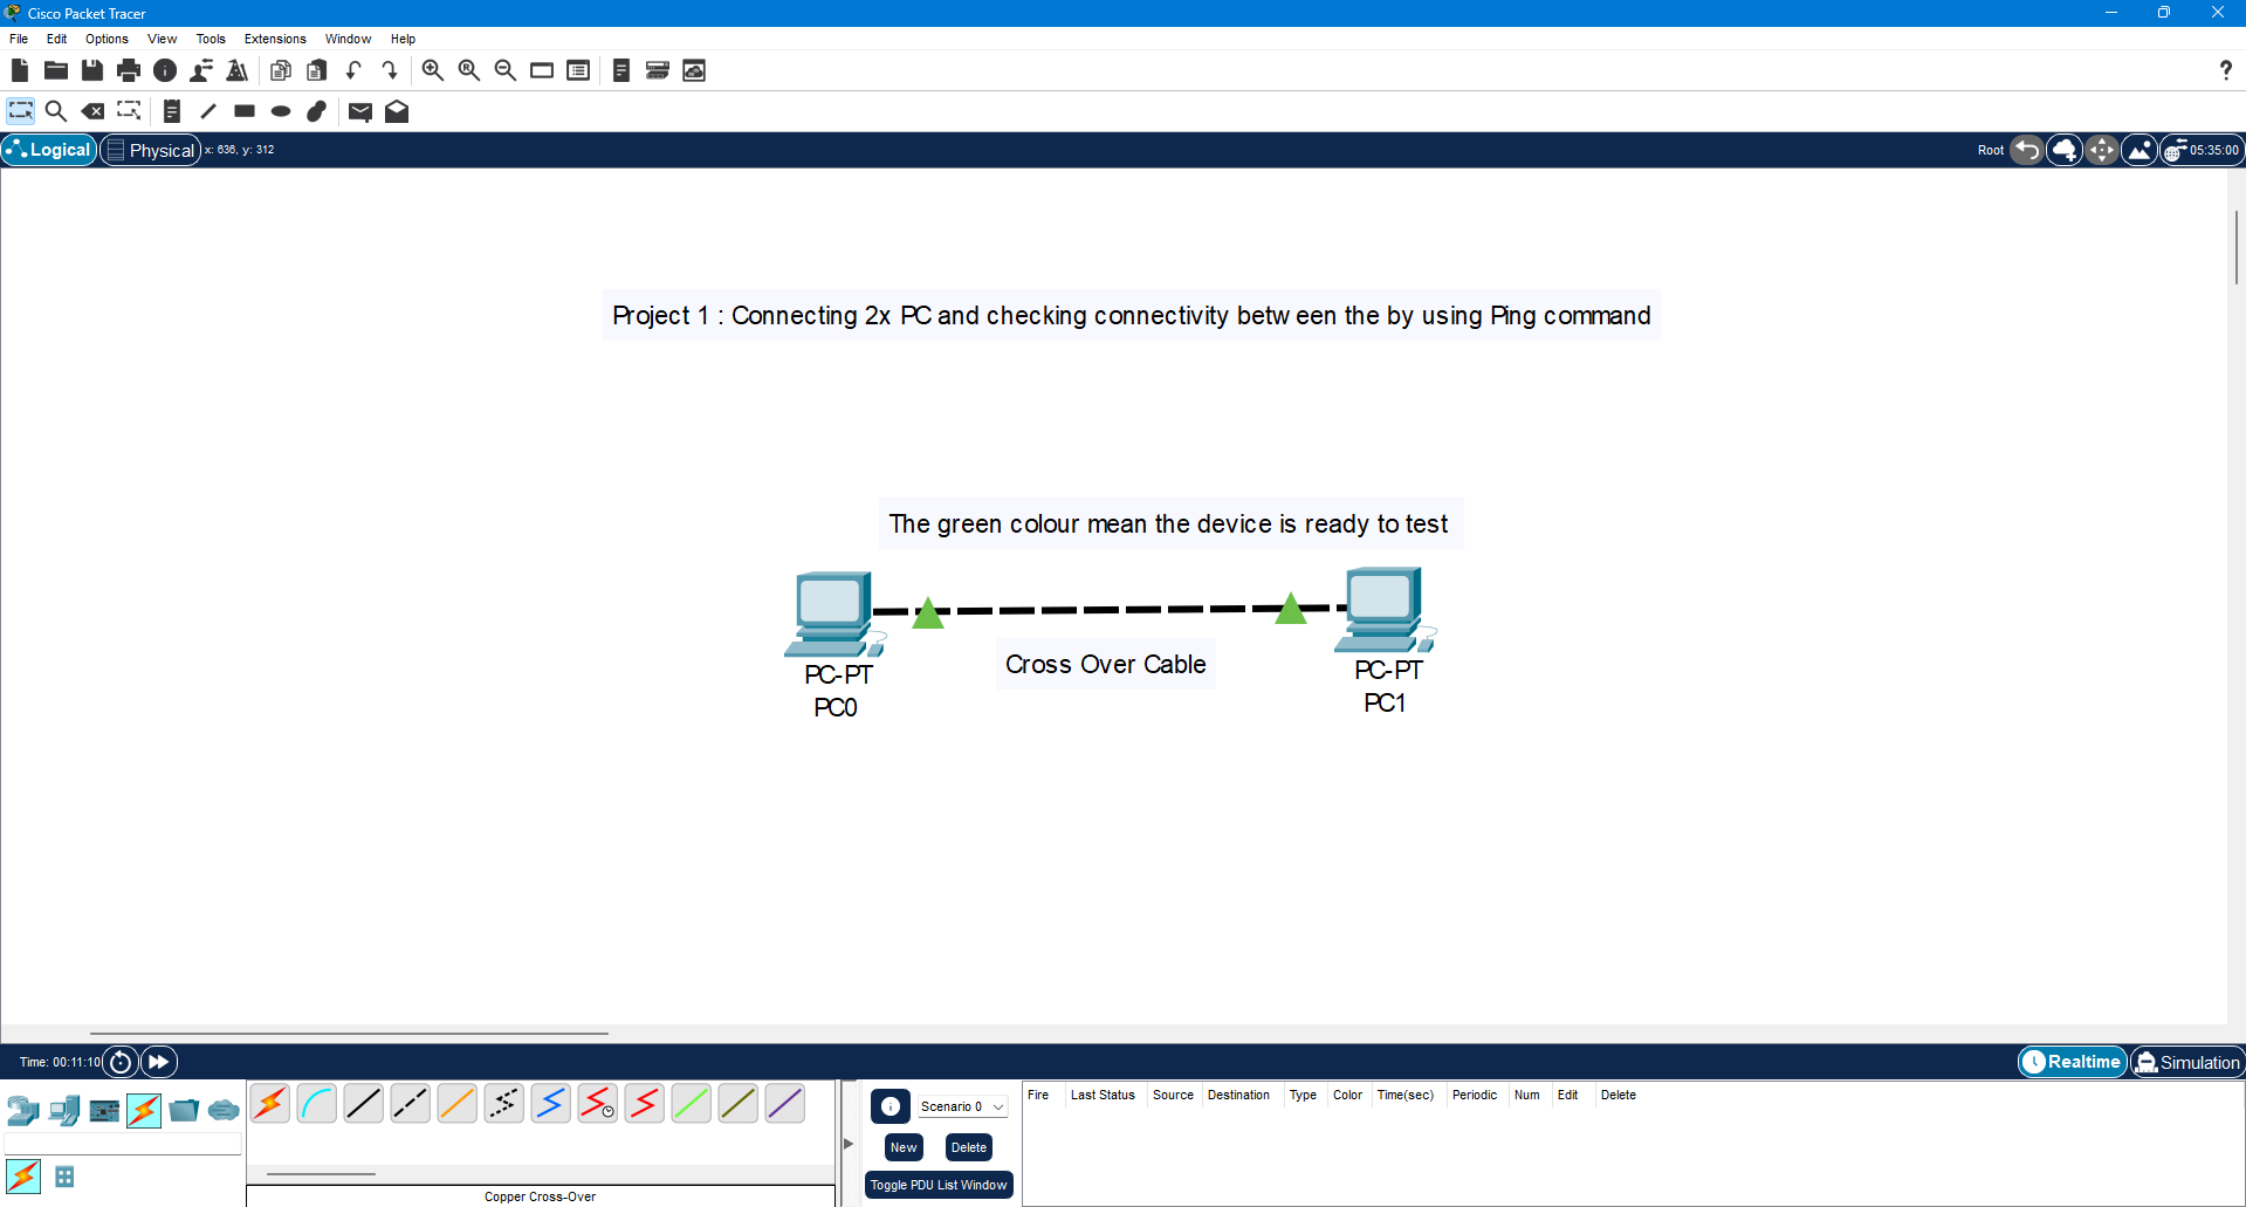 Cisco Packet Tracer
File Edit Options View Tools Extensions Window Help
Logical Physical x: 636, y: 312 Root 05:35:00
Project 1 : Connecting 2x PC and checking connectivity between the by using Ping command
The green colour mean the device is ready to test
Cross Over Cable
PC-PT
PC0
PC-PT
PC1
Time: 00:11:10 Realtime Simulation
Scenario 0
New Delete
Toggle PDU List Window
Fire Last Status Source Destination Type Color Time(sec) Periodic Num Edit Delete
Copper Cross-Over